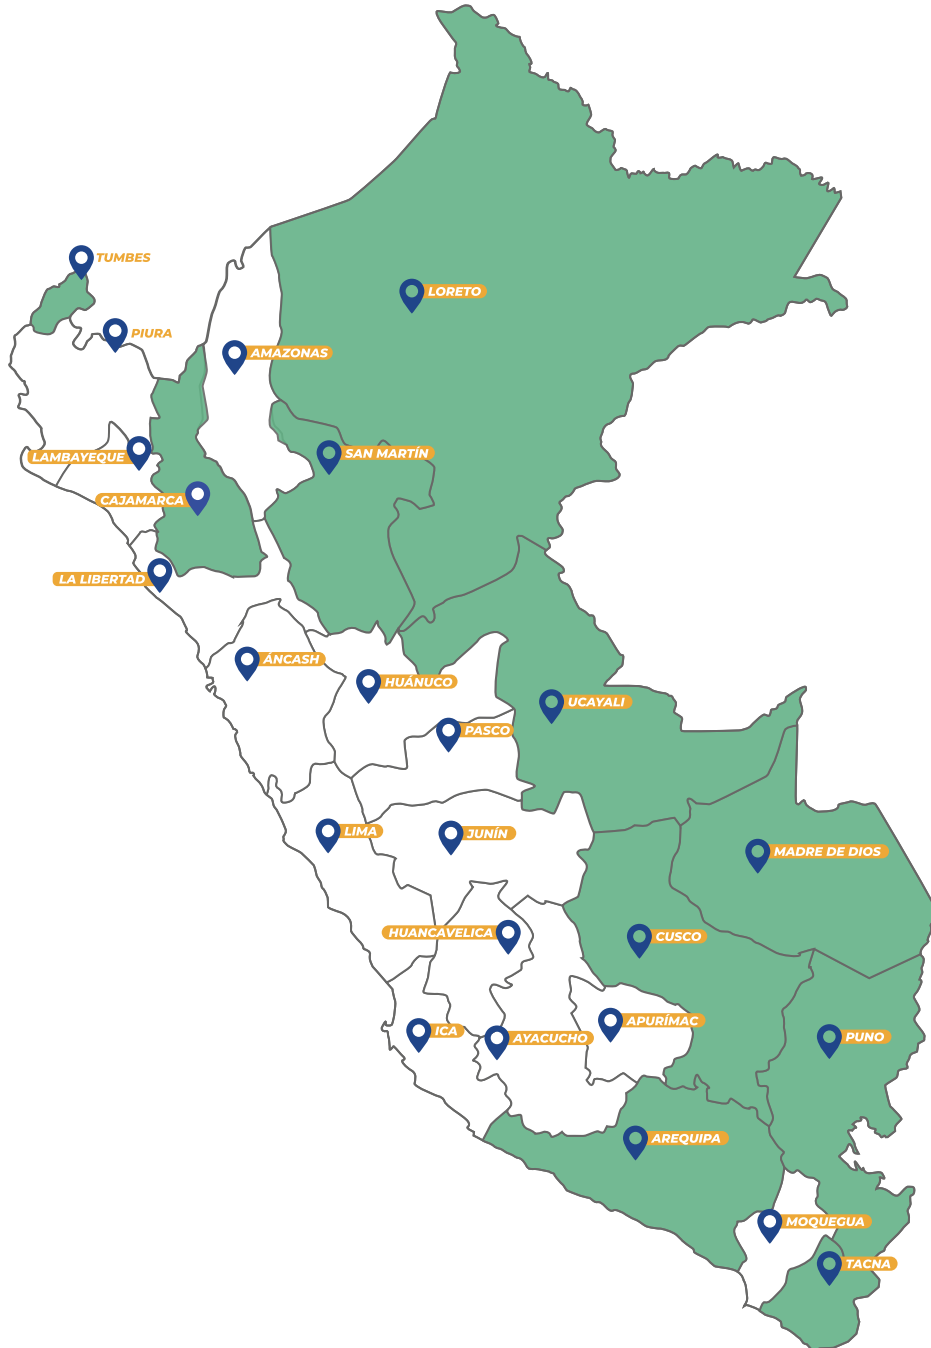 TUMBES
LORETO
PIURA
AMAZONAS
SAN MARTÍN
LAMBAYEQUE
CAJAMARCA
LA LIBERTAD
ÁNCASH
HUÁNUCO
UCAYALI
PASCO
LIMA
JUNÍN
MADRE DE DIOS
HUANCAVELICA
CUSCO
APURÍMAC
ICA
AYACUCHO
PUNO
AREQUIPA
MOQUEGUA
TACNA